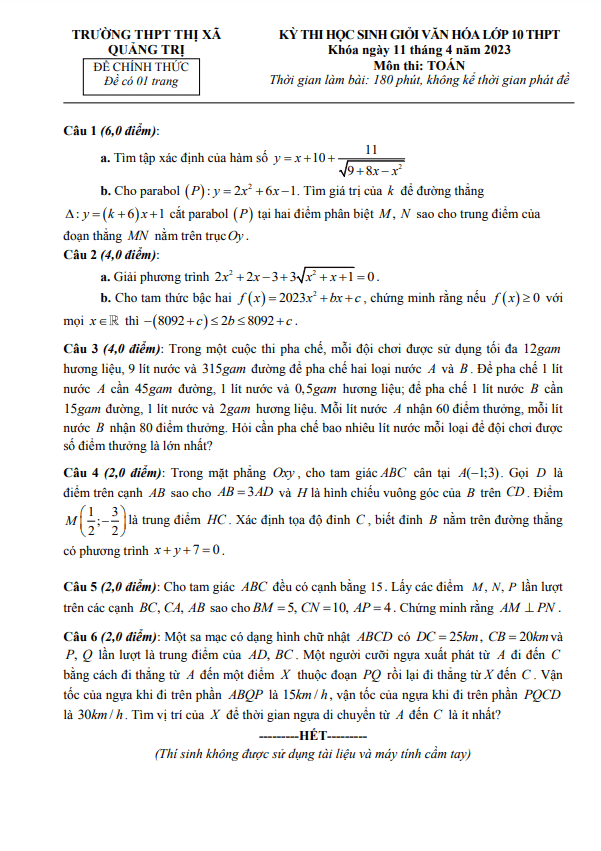 TRƯỜNG THPT THỊ XÃ
QUẢNG TRỊ
ĐỀ CHÍNH THỨC
Đề có 01 trang
KỲ THI HỌC SINH GIỎI VĂN HÓA LỚP 10 THPT
Khóa ngày 11 tháng 4 năm 2023
Môn thi: TOÁN
Thời gian làm bài: 180 phút, không kể thời gian phát đề
Câu 1 (6,0 điểm):
a. Tìm tập xác định của hàm số y = x + 10 + 11/√(9 + 8x − x²)
b. Cho parabol (P): y = 2x² + 6x − 1. Tìm giá trị của k để đường thẳng
Δ: y = (k + 6)x + 1 cắt parabol (P) tại hai điểm phân biệt M, N sao cho trung điểm của
đoạn thẳng MN nằm trên trục Oy.
Câu 2 (4,0 điểm):
a. Giải phương trình 2x² + 2x − 3 + 3√(x² + x + 1) = 0.
b. Cho tam thức bậc hai f(x) = 2023x² + bx + c, chứng minh rằng nếu f(x) ≥ 0 với
mọi x ∈ ℝ thì −(8092 + c) ≤ 2b ≤ 8092 + c.
Câu 3 (4,0 điểm): Trong một cuộc thi pha chế, mỗi đội chơi được sử dụng tối đa 12gam
hương liệu, 9 lít nước và 315gam đường để pha chế hai loại nước A và B. Để pha chế 1 lít
nước A cần 45gam đường, 1 lít nước và 0,5gam hương liệu; để pha chế 1 lít nước B cần
15gam đường, 1 lít nước và 2gam hương liệu. Mỗi lít nước A nhận 60 điểm thưởng, mỗi lít
nước B nhận 80 điểm thưởng. Hỏi cần pha chế bao nhiêu lít nước mỗi loại để đội chơi được
số điểm thưởng là lớn nhất?
Câu 4 (2,0 điểm): Trong mặt phẳng Oxy, cho tam giác ABC cân tại A(−1;3). Gọi D là
điểm trên cạnh AB sao cho AB = 3AD và H là hình chiếu vuông góc của B trên CD. Điểm
M(1/2; −3/2) là trung điểm HC. Xác định tọa độ đỉnh C, biết đỉnh B nằm trên đường thẳng
có phương trình x + y + 7 = 0.
Câu 5 (2,0 điểm): Cho tam giác ABC đều có cạnh bằng 15. Lấy các điểm M, N, P lần lượt
trên các cạnh BC, CA, AB sao cho BM = 5, CN = 10, AP = 4. Chứng minh rằng AM ⊥ PN.
Câu 6 (2,0 điểm): Một sa mạc có dạng hình chữ nhật ABCD có DC = 25km, CB = 20km và
P, Q lần lượt là trung điểm của AD, BC. Một người cưỡi ngựa xuất phát từ A đi đến C
bằng cách đi thẳng từ A đến một điểm X thuộc đoạn PQ rồi lại đi thẳng từ X đến C. Vận
tốc của ngựa khi đi trên phần ABQP là 15km/h, vận tốc của ngựa khi đi trên phần PQCD
là 30km/h. Tìm vị trí của X để thời gian ngựa di chuyển từ A đến C là ít nhất?
---------HẾT---------
(Thí sinh không được sử dụng tài liệu và máy tính cầm tay)